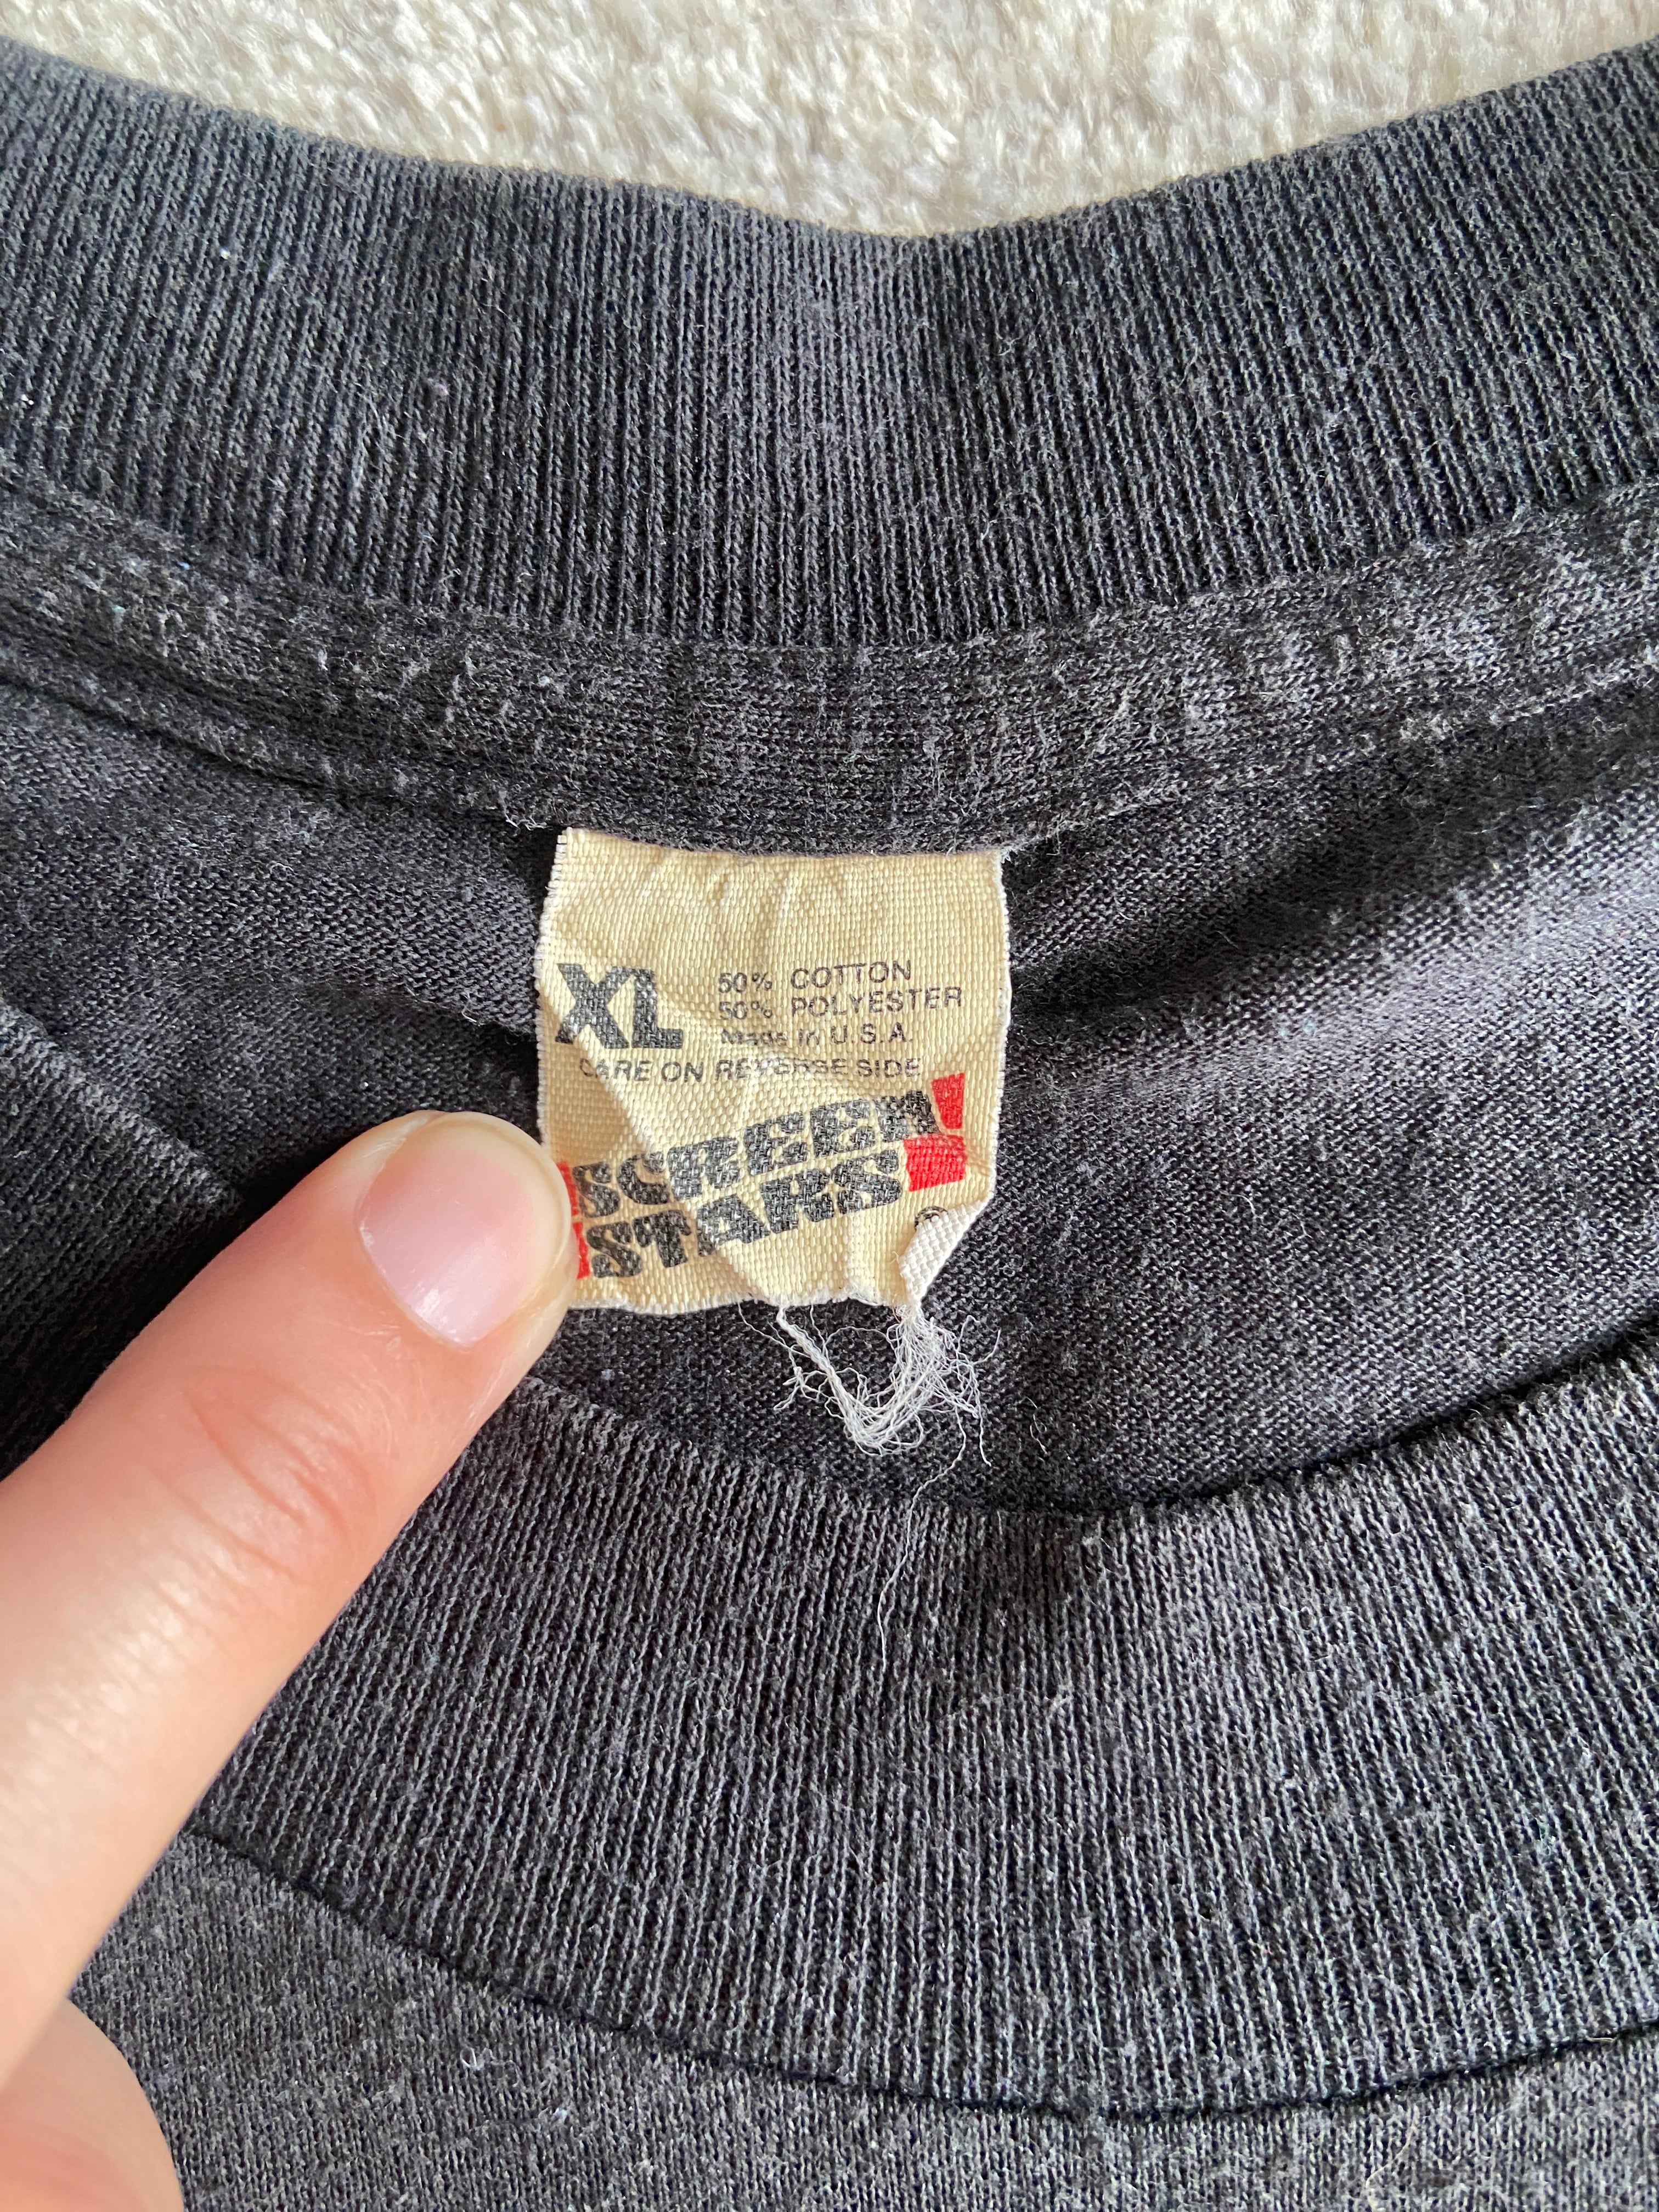 XL
50% COTTON
50% POLYESTER
Made in U.S.A.
CARE ON REVERSE SIDE
SCREEN
STARS
®